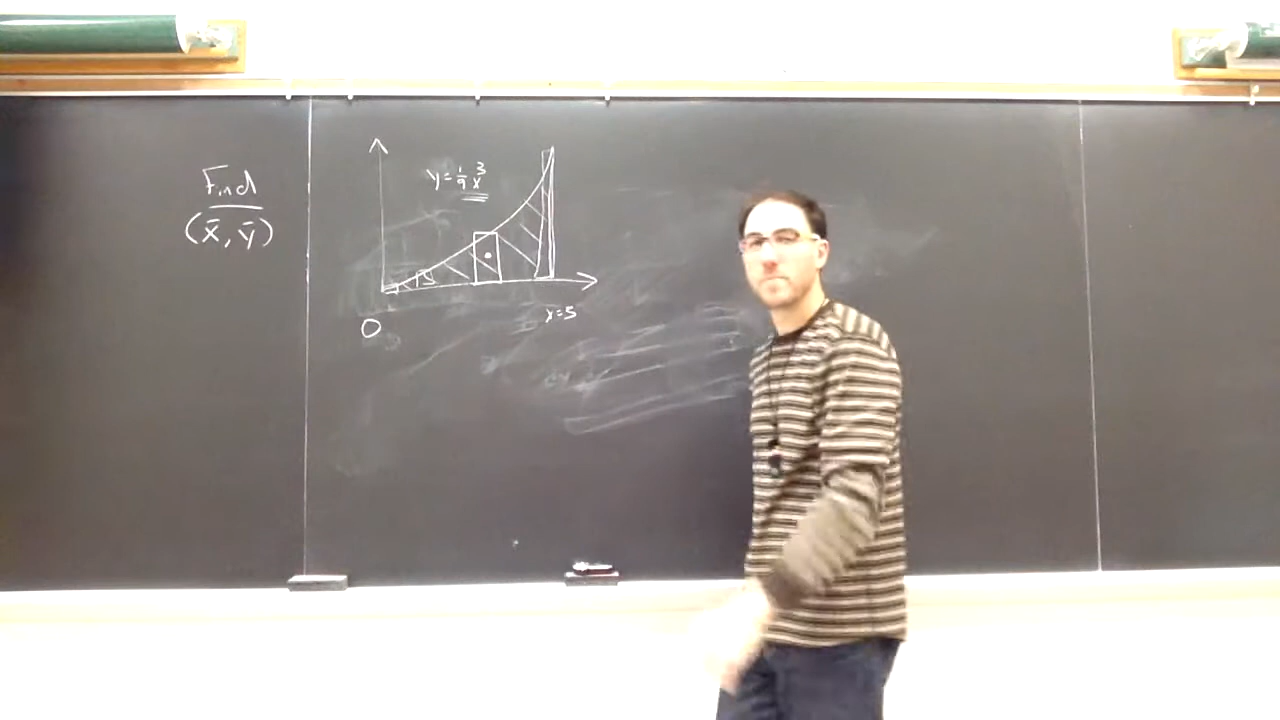 Find
(x̄, ȳ)
y = 1/9 x³
x=5
0